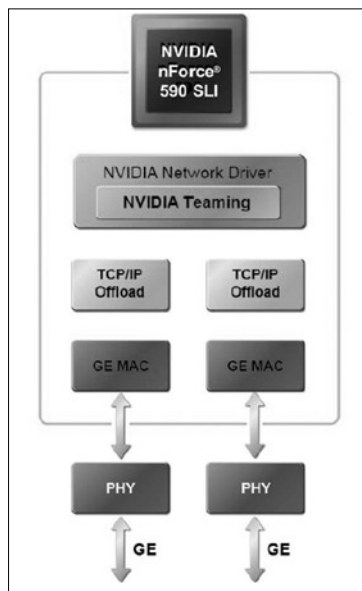 NVIDIA
nForce®
590 SLI
NVIDIA Network Driver
NVIDIA Teaming
TCP/IP
Offload
TCP/IP
Offload
GE MAC
GE MAC
PHY
PHY
GE
GE